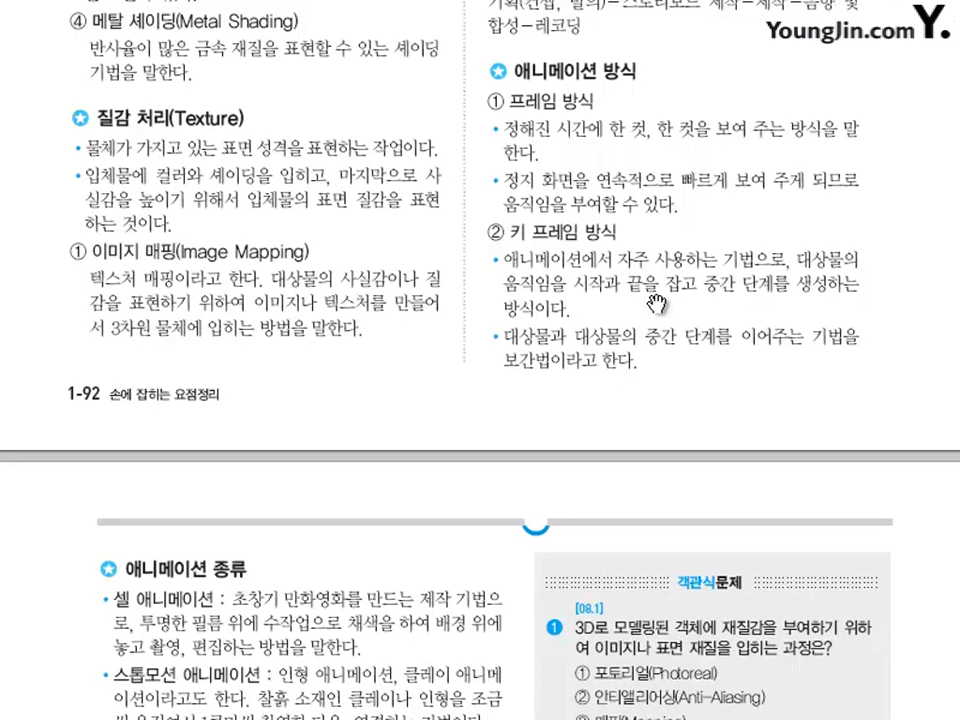 ④ 메탈 셰이딩(Metal Shading)
반사율이 많은 금속 재질을 표현할 수 있는 셰이딩
기법을 말한다.
질감 처리(Texture)
• 물체가 가지고 있는 표면 성격을 표현하는 작업이다.
• 입체물에 컬러와 셰이딩을 입히고, 마지막으로 사
실감을 높이기 위해서 입체물의 표면 질감을 표현
하는 것이다.
① 이미지 매핑(Image Mapping)
텍스처 매핑이라고 한다. 대상물의 사실감이나 질
감을 표현하기 위하여 이미지나 텍스처를 만들어
서 3차원 물체에 입히는 방법을 말한다.
1-92 손에 잡히는 요점정리
합성-레코딩
YoungJin.com Y.
애니메이션 방식
① 프레임 방식
• 정해진 시간에 한 컷, 한 컷을 보여 주는 방식을 말
한다.
• 정지 화면을 연속적으로 빠르게 보여 주게 되므로
움직임을 부여할 수 있다.
② 키 프레임 방식
• 애니메이션에서 자주 사용하는 기법으로, 대상물의
움직임을 시작과 끝을 잡고 중간 단계를 생성하는
방식이다.
• 대상물과 대상물의 중간 단계를 이어주는 기법을
보간법이라고 한다.
애니메이션 종류
• 셀 애니메이션 : 초창기 만화영화를 만드는 제작 기법으
로, 투명한 필름 위에 수작업으로 채색을 하여 배경 위에
놓고 촬영, 편집하는 방법을 말한다.
• 스톱모션 애니메이션 : 인형 애니메이션, 클레이 애니메
이션이라고도 한다. 찰흙 소재인 클레이나 인형을 조금
객관식문제
[08.1]
1 3D로 모델링된 객체에 재질감을 부여하기 위하
여 이미지나 표면 재질을 입히는 과정은?
① 포토리얼(Photoreal)
② 안티앨리어싱(Anti-Aliasing)